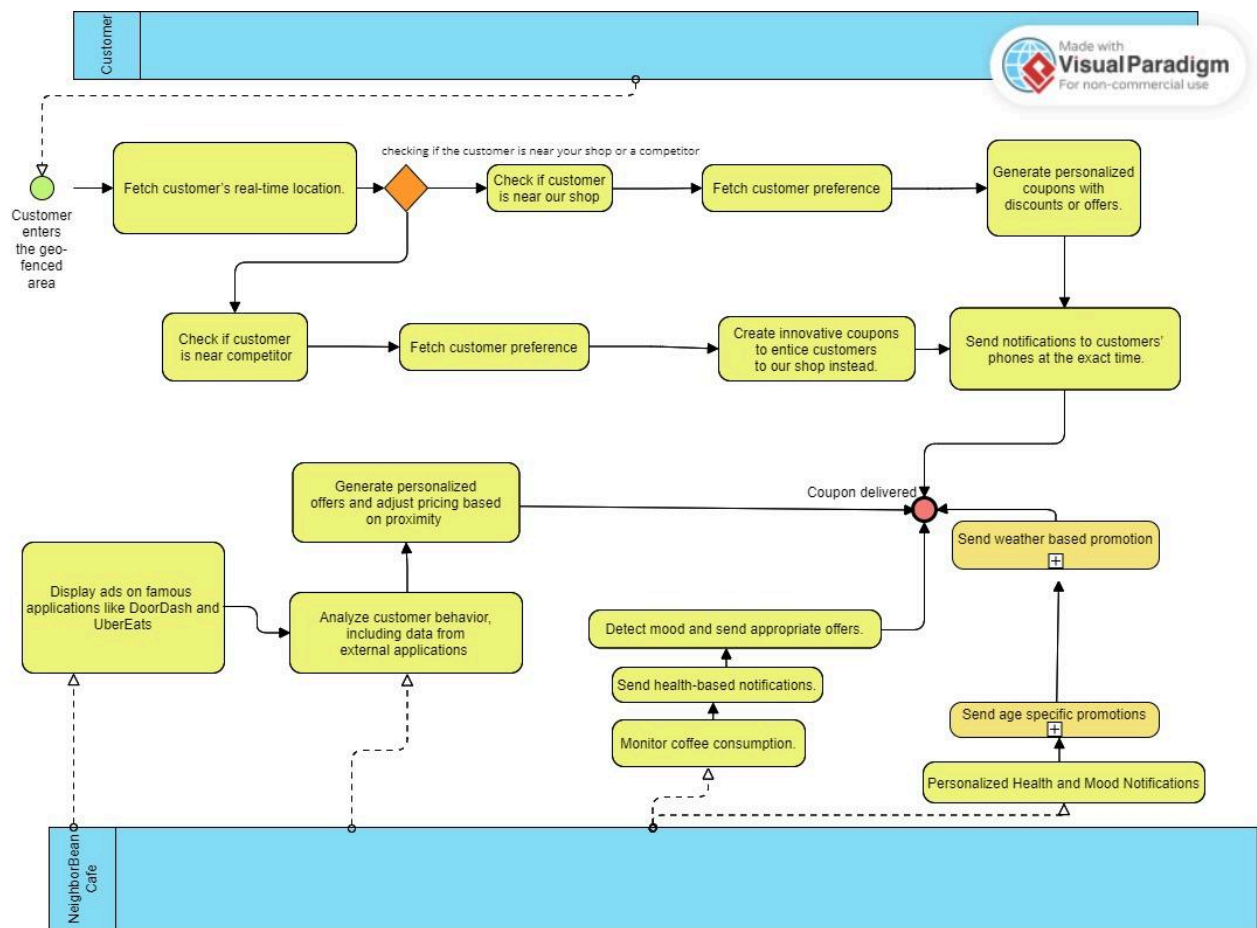 Customer
Made with
Visual Paradigm
For non-commercial use
checking if the customer is near your shop or a competitor
Customer
enters
the geo-
fenced
area
Fetch customer's real-time location.
Check if customer
is near our shop
Fetch customer preference
Generate personalized
coupons with
discounts or offers.
Check if customer
is near competitor
Fetch customer preference
Create innovative coupons
to entice customers
to our shop instead.
Send notifications to customers'
phones at the exact time.
Generate personalized
offers and adjust pricing based
on proximity
Coupon delivered
Send weather based promotion
Display ads on famous
applications like DoorDash and
UberEats
Analyze customer behavior,
including data from
external applications
Detect mood and send appropriate offers.
Send health-based notifications.
Monitor coffee consumption.
Send age specific promotions
Personalized Health and Mood Notifications
NeighborBean
Cafe